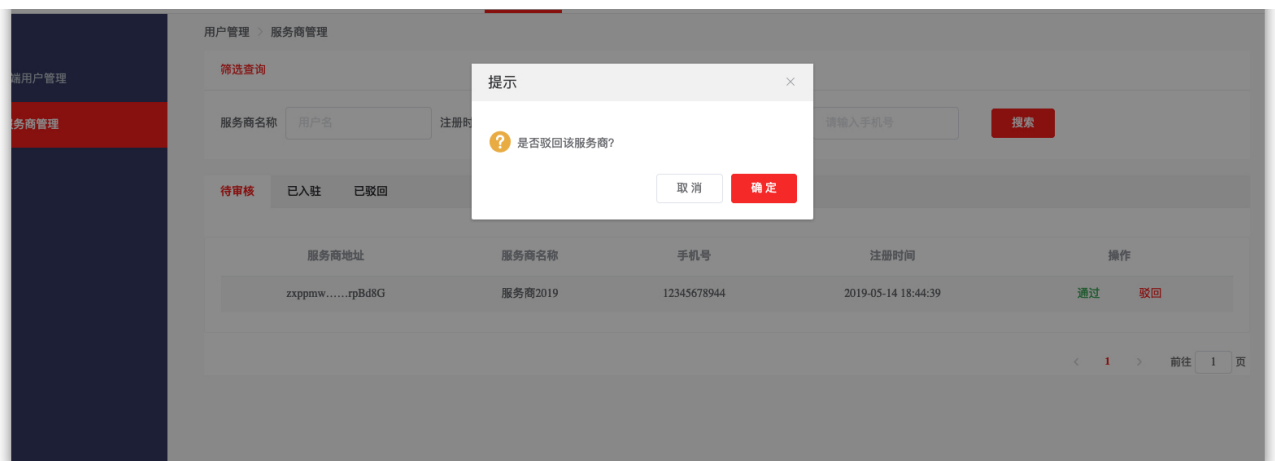 用户管理 > 服务商管理
端用户管理
筛选查询
提示
务商管理
服务商名称 用户名 注册时 请输入手机号 搜索
是否驳回该服务商?
取消 确定
待审核 已入驻 已驳回
服务商地址 服务商名称 手机号 注册时间 操作
zxppmw......rpBd8G 服务商2019 12345678944 2019-05-14 18:44:39 通过 驳回
< 1 > 前往 1 页